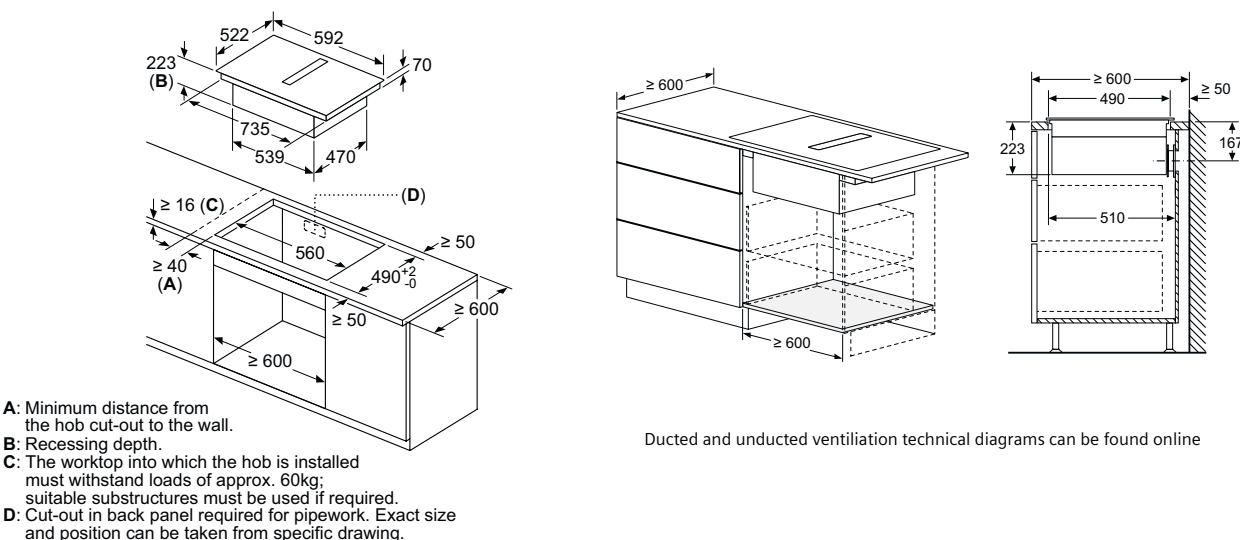 522
592
223
(B)
70
735
539
470
(D)
≥ 16 (C)
≥ 50
560
≥ 40
(A)
490 +2 -0
≥ 50
≥ 600
≥ 600
A: Minimum distance from
the hob cut-out to the wall.
B: Recessing depth.
C: The worktop into which the hob is installed
must withstand loads of approx. 60kg;
suitable substructures must be used if required.
D: Cut-out in back panel required for pipework. Exact size
and position can be taken from specific drawing.
≥ 600
≥ 600
≥ 600
≥ 50
490
223
167
510
Ducted and unducted ventiliation technical diagrams can be found online